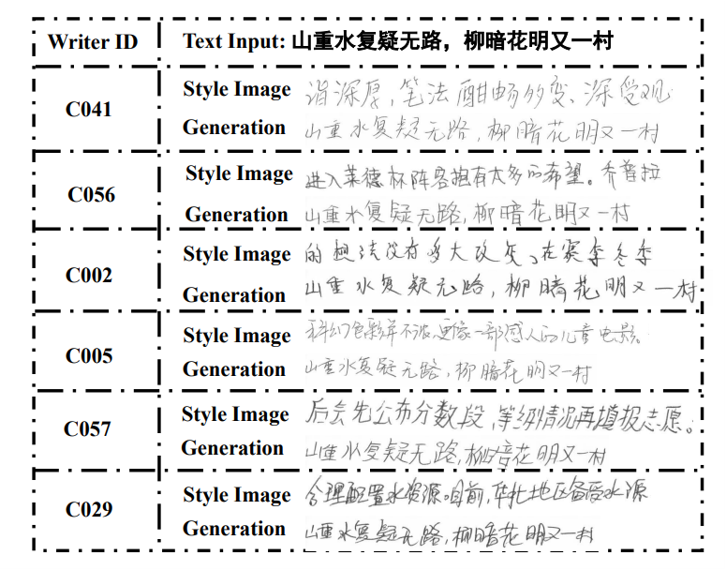 Writer ID Text Input: 山重水复疑无路，柳暗花明又一村
C041
Style Image 谐深厚,笔法酣畅多变、深受观
Generation 山重水复疑无路,柳暗花明又一村
C056
Style Image 进入莱德杯阵容拥有太多的希望。乔普拉
Generation 山重水复疑无路,柳暗花明又一村
C002
Style Image 的想法没有多大改变、在赛季冬季
Generation 山重水复疑无路,柳暗花明又一村
C005
Style Image 科幻色彩并不浓,更像一部感人的儿童电影。
Generation 山重水复疑无路,柳暗花明又一村
C057
Style Image 后会先公布分数段,等级情况再填报志愿。
Generation 山重水复疑无路,柳暗花明又一村
C029
Style Image 合理配置水资源.目前,华北地区备受水源
Generation 山重水复疑无路,柳暗花明又一村